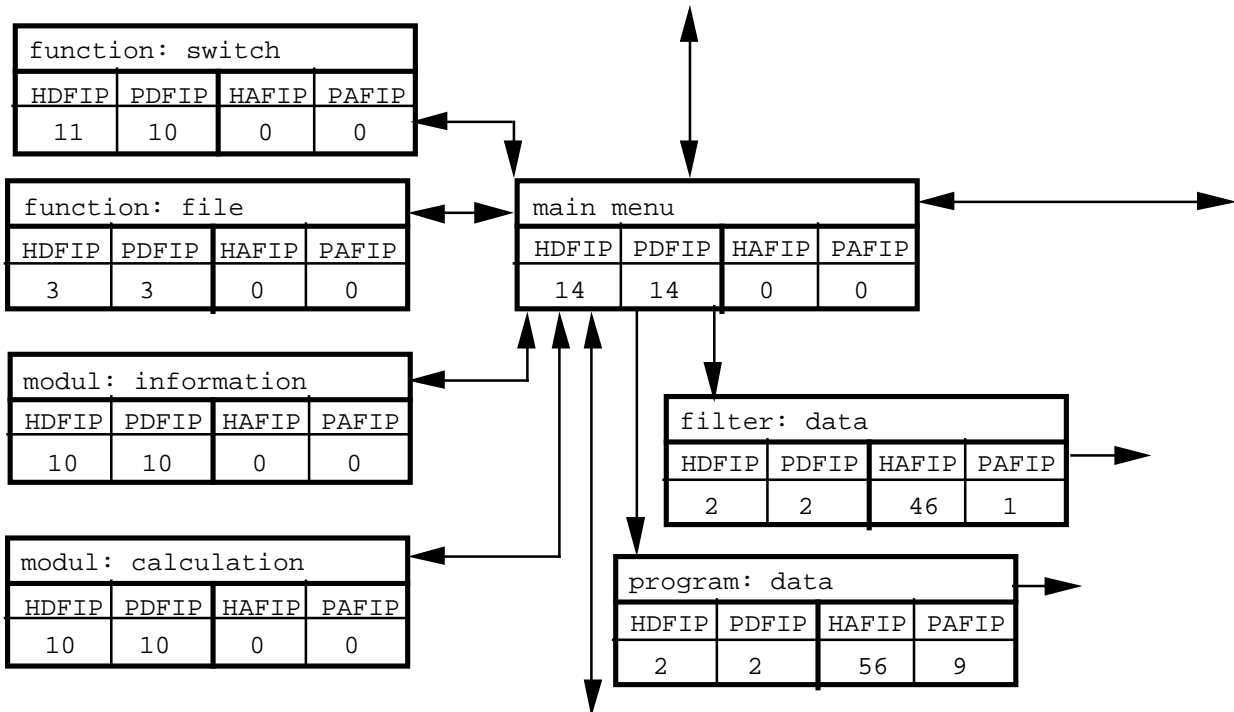 function: switch
HDFIP PDFIP HAFIP PAFIP
11 10 0 0
function: file
HDFIP PDFIP HAFIP PAFIP
3 3 0 0
main menu
HDFIP PDFIP HAFIP PAFIP
14 14 0 0
modul: information
HDFIP PDFIP HAFIP PAFIP
10 10 0 0
filter: data
HDFIP PDFIP HAFIP PAFIP
2 2 46 1
modul: calculation
HDFIP PDFIP HAFIP PAFIP
10 10 0 0
program: data
HDFIP PDFIP HAFIP PAFIP
2 2 56 9